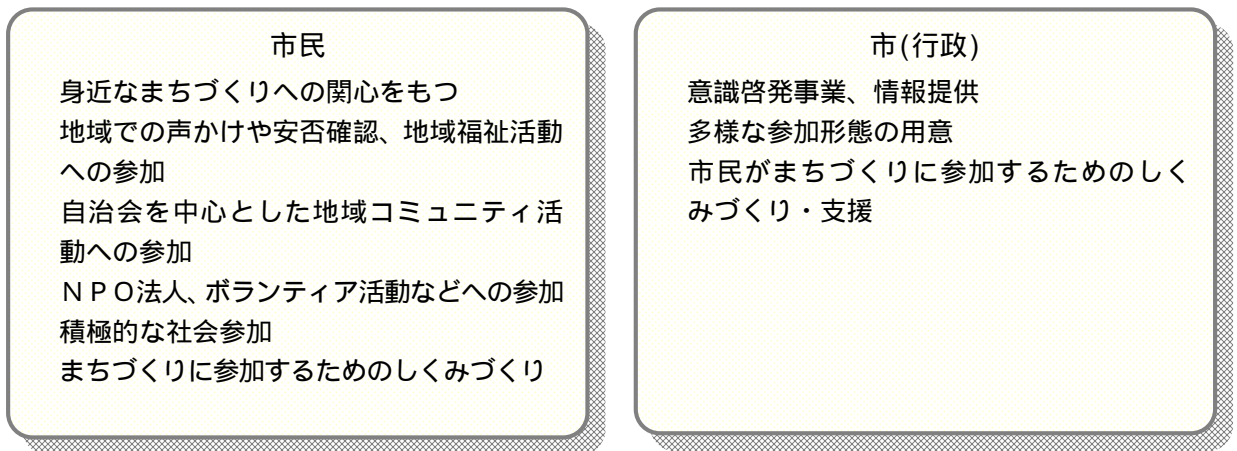 市民
身近なまちづくりへの関心をもつ
地域での声かけや安否確認、地域福祉活動
への参加
自治会を中心とした地域コミュニティ活
動への参加
ＮＰＯ法人、ボランティア活動などへの参加
積極的な社会参加
まちづくりに参加するためのしくみづくり
市(行政)
意識啓発事業、情報提供
多様な参加形態の用意
市民がまちづくりに参加するためのしく
みづくり・支援